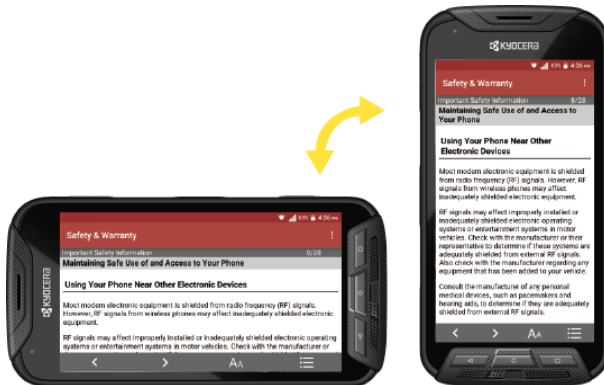 KYOCERA
4:36 PM
Safety & Warranty
Important Safety Information 8/28
Maintaining Safe Use of and Access to Your Phone
Using Your Phone Near Other Electronic Devices
Most modern electronic equipment is shielded from radio frequency (RF) signals.
However, RF signals from wireless phones may affect inadequately shielded electronic
equipment.
RF signals may affect improperly installed or inadequately shielded electronic operating
systems or entertainment systems in motor vehicles. Check with the manufacturer or
AA
KYOCERA
4:36 PM
Safety & Warranty
Important Safety Information 8/28
Maintaining Safe Use of and Access to
Your Phone
Using Your Phone Near Other
Electronic Devices
Most modern electronic equipment is shielded
from radio frequency (RF) signals. However, RF
signals from wireless phones may affect
inadequately shielded electronic equipment.
RF signals may affect improperly installed or
inadequately shielded electronic operating
systems or entertainment systems in motor
vehicles. Check with the manufacturer or their
representative to determine if these systems are
adequately shielded from external RF signals.
Also check with the manufacturer regarding any
equipment that has been added to your vehicle.
Consult the manufacturer of any personal
medical devices, such as pacemakers and
hearing aids, to determine if they are adequately
shielded from external RF signals.
AA